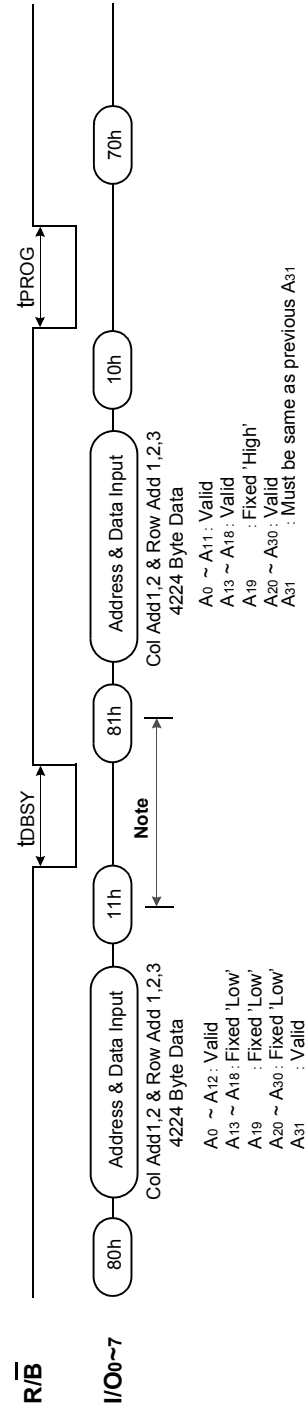 R/B
tDBSY
tPROG
I/O0~7
80h
Address & Data Input
11h
81h
Address & Data Input
10h
70h
Note
Col Add1,2 & Row Add 1,2,3
4224 Byte Data
A0 ~ A12 : Valid
A13 ~ A18 : Fixed 'Low'
A19 : Fixed 'Low'
A20 ~ A30 : Fixed 'Low'
A31 : Valid
Col Add1,2 & Row Add 1,2,3
4224 Byte Data
A0 ~ A11 : Valid
A13 ~ A18 : Valid
A19 : Fixed 'High'
A20 ~ A30 : Valid
A31 : Must be same as previous A31